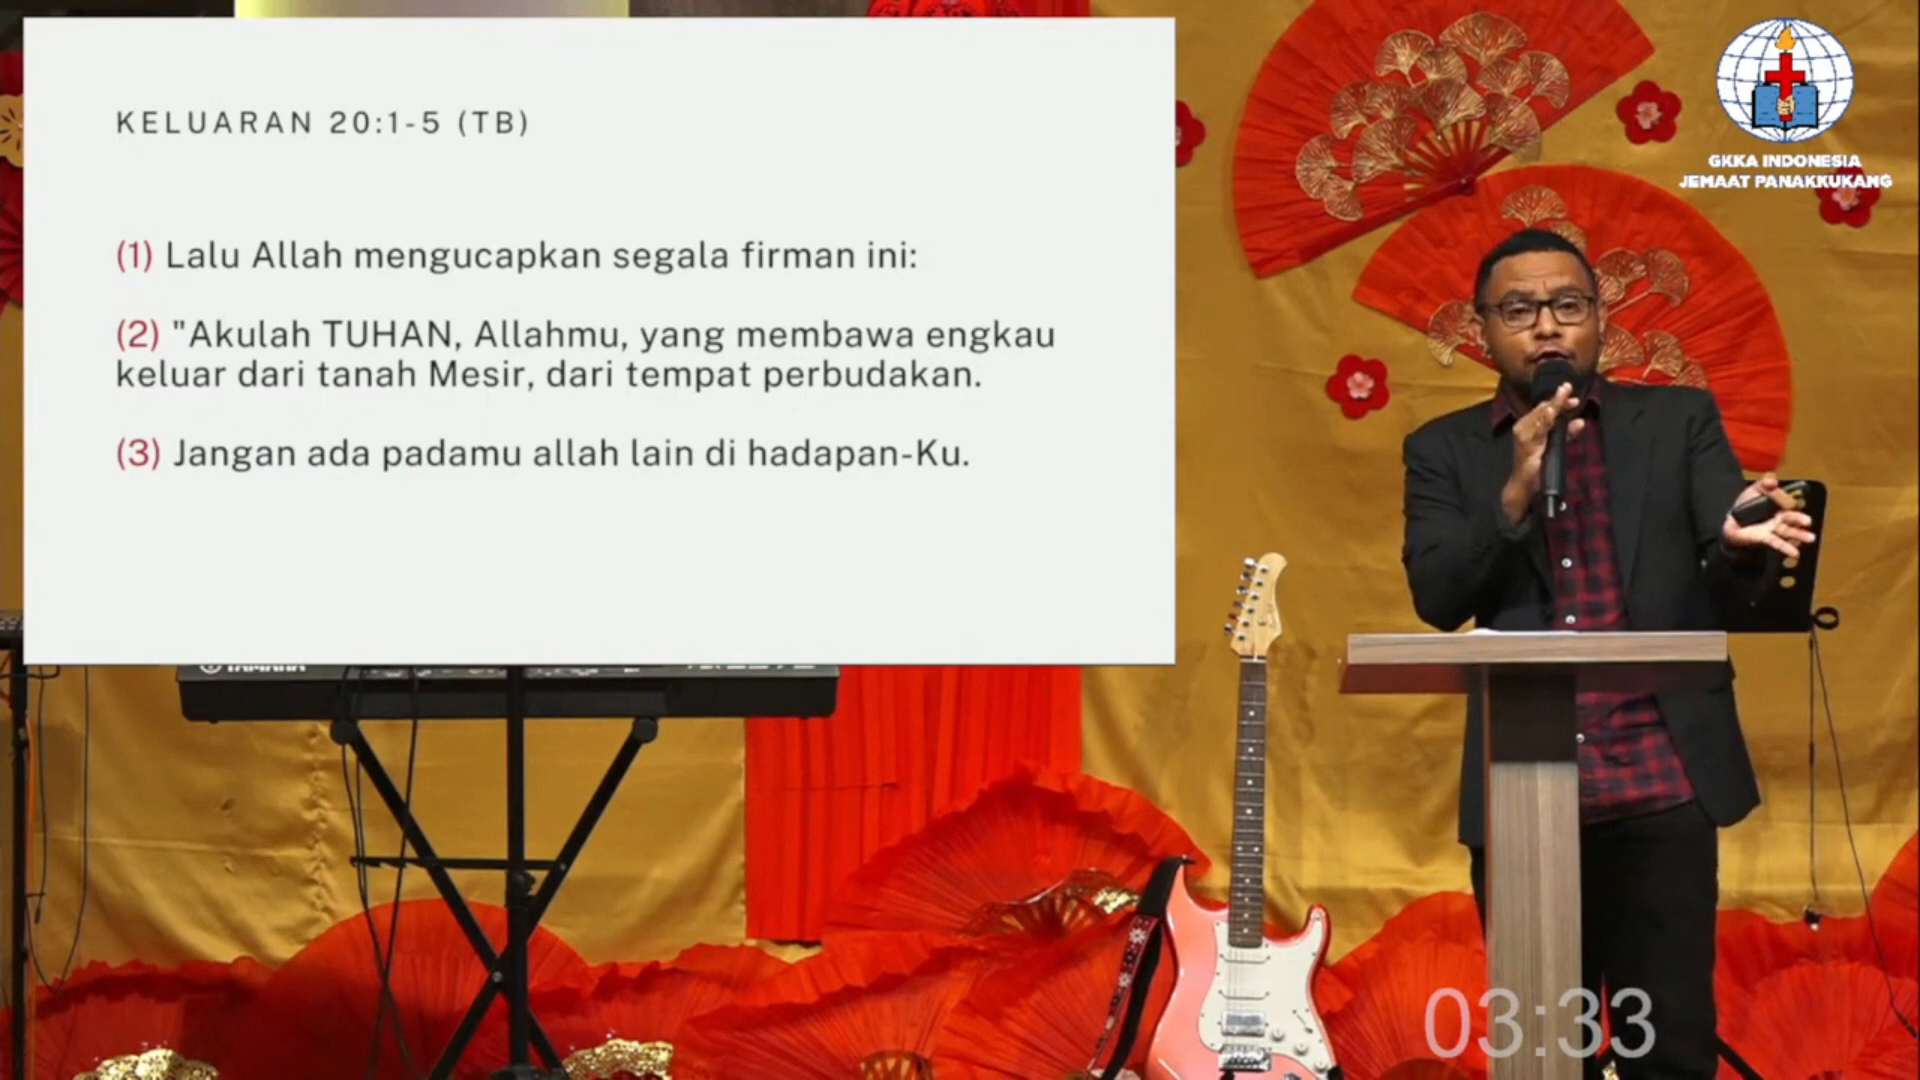 KELUARAN 20:1-5 (TB)
(1) Lalu Allah mengucapkan segala firman ini:
(2) "Akulah TUHAN, Allahmu, yang membawa engkau
keluar dari tanah Mesir, dari tempat perbudakan.
(3) Jangan ada padamu allah lain di hadapan-Ku.
GKKA INDONESIA
JEMAAT PANAKKUKANG
03:33